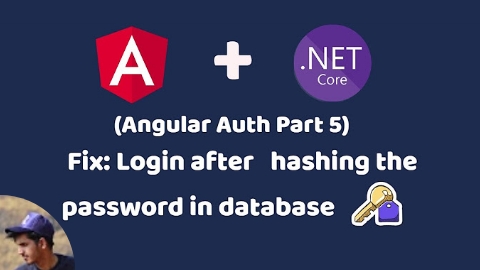 A
+
.NET
Core
(Angular Auth Part 5)
Fix: Login after hashing the
password in database